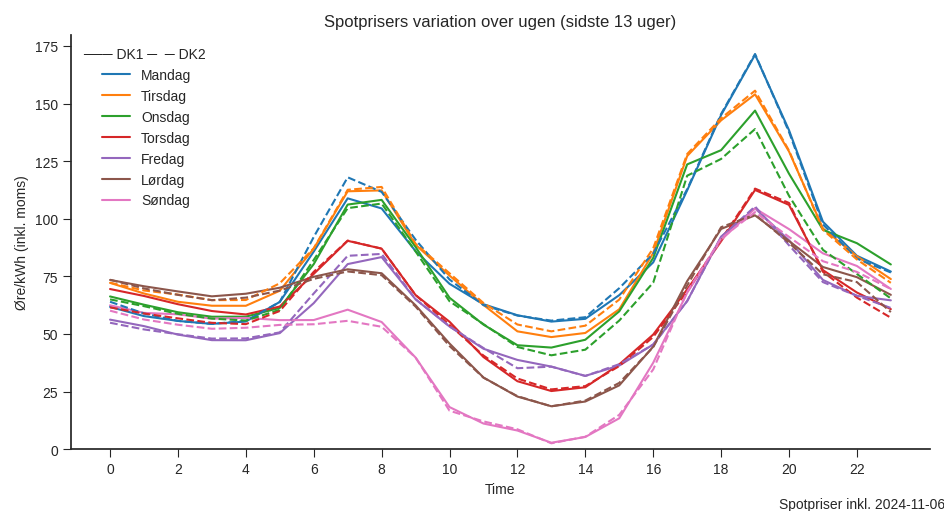 Spotprisers variation over ugen (sidste 13 uger)
Øre/kWh (inkl. moms)
175
150
125
100
75
50
25
0
DK1 DK2
Mandag
Tirsdag
Onsdag
Torsdag
Fredag
Lørdag
Søndag
0 2 4 6 8 10 12 14 16 18 20 22
Time
Spotpriser inkl. 2024-11-06